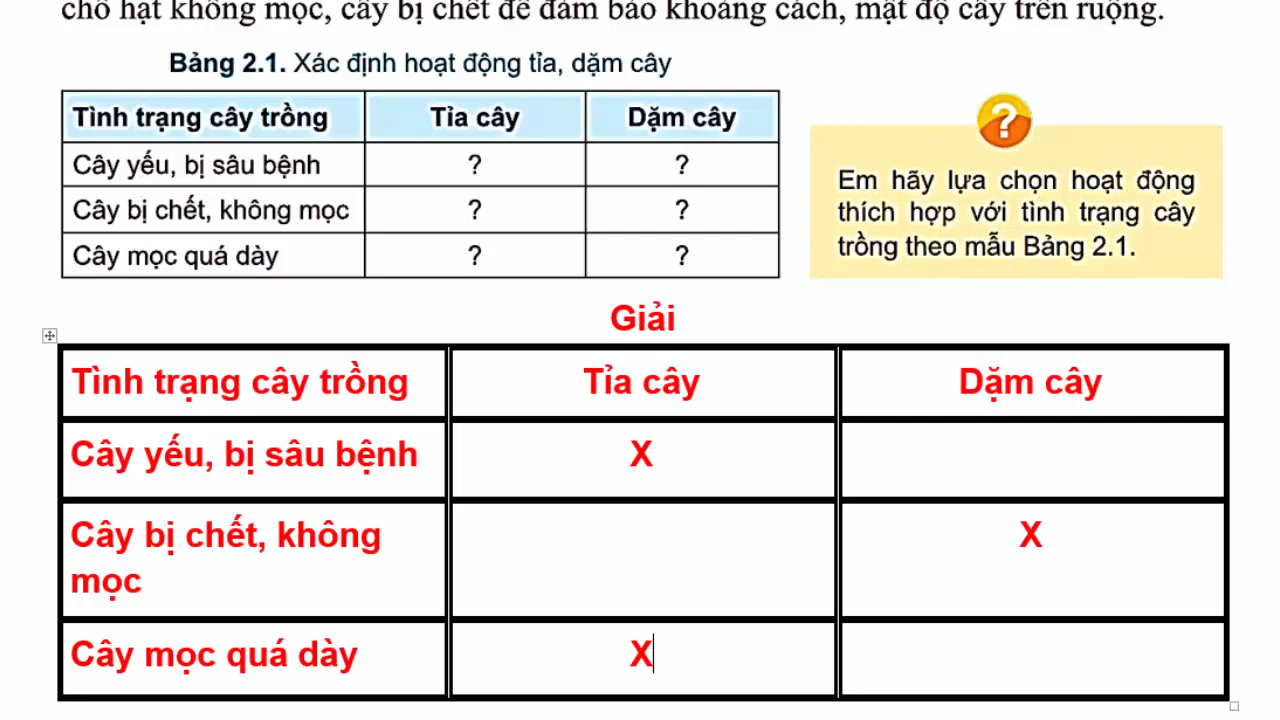 chỗ hạt không mọc, cây bị chết để đảm bảo khoảng cách, mật độ cây trên ruộng.
Bảng 2.1. Xác định hoạt động tỉa, dặm cây
Tình trạng cây trồng Tỉa cây Dặm cây
Cây yếu, bị sâu bệnh ? ?
Cây bị chết, không mọc ? ?
Cây mọc quá dày ? ?
?
Em hãy lựa chọn hoạt động
thích hợp với tình trạng cây
trồng theo mẫu Bảng 2.1.
Giải
Tình trạng cây trồng Tỉa cây Dặm cây
Cây yếu, bị sâu bệnh X
Cây bị chết, không X
mọc
Cây mọc quá dày X